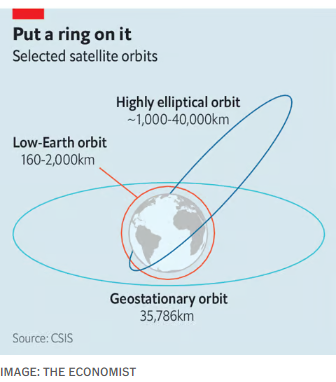 Put a ring on it
Selected satellite orbits
Highly elliptical orbit
~1,000-40,000km
Low-Earth orbit
160-2,000km
Geostationary orbit
35,786km
Source: CSIS
IMAGE: THE ECONOMIST